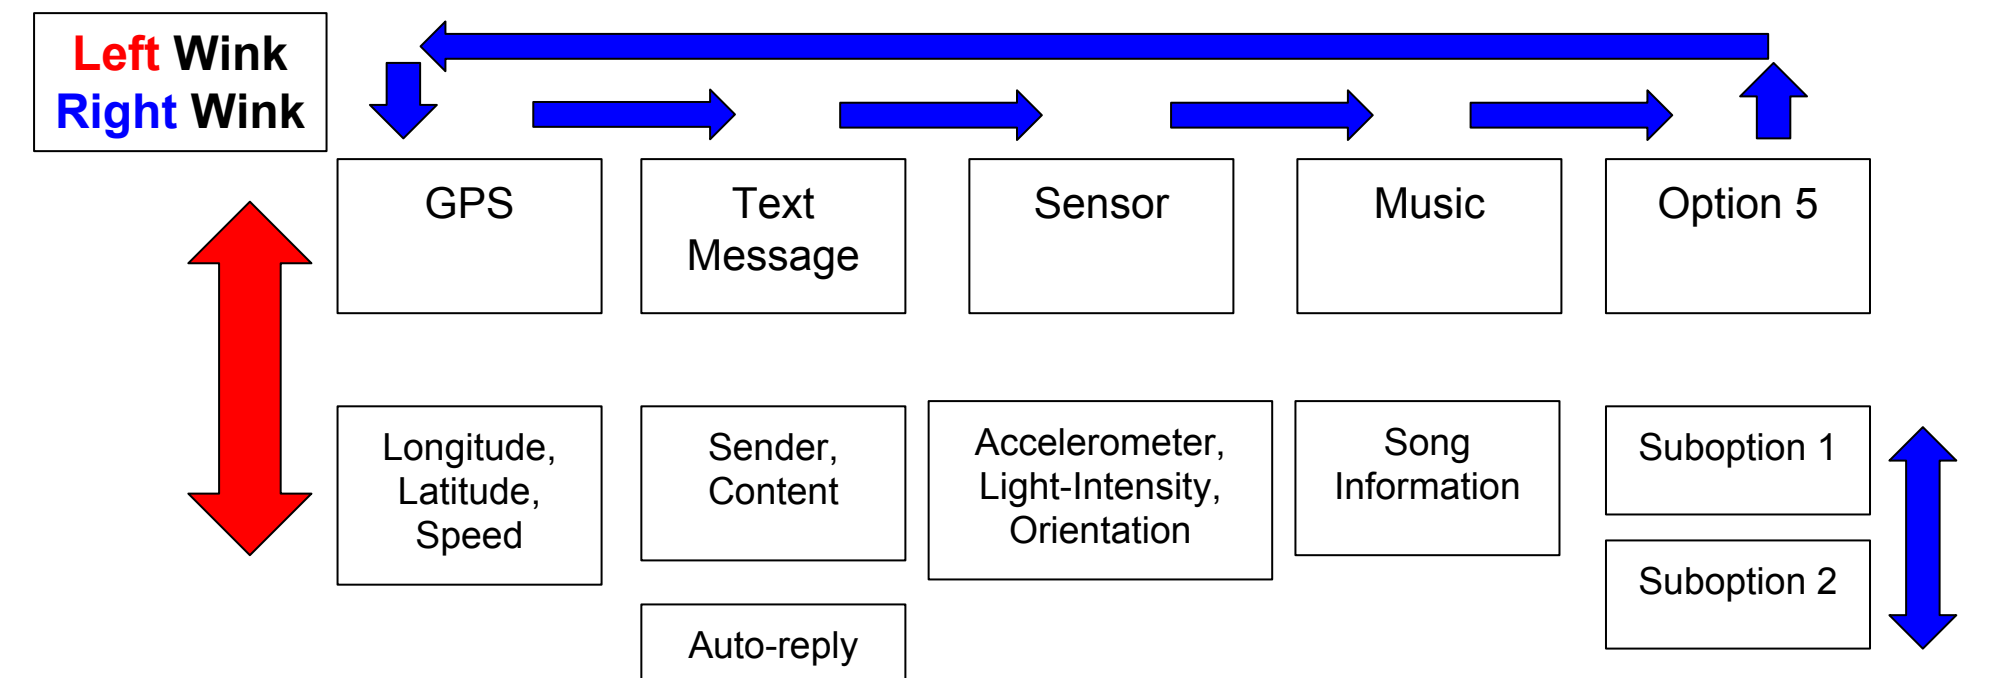 Left Wink
Right Wink
GPS
Text
Message
Sensor
Music
Option 5
Longitude,
Latitude,
Speed
Sender,
Content
Accelerometer,
Light-Intensity,
Orientation
Song
Information
Suboption 1
Suboption 2
Auto-reply